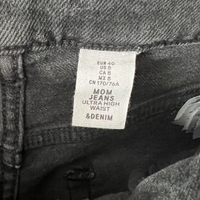 EUR 40
US 8
CA 8
MX 8
CN 170/76A
MOM
JEANS
ULTRA HIGH
WAIST
&DENIM